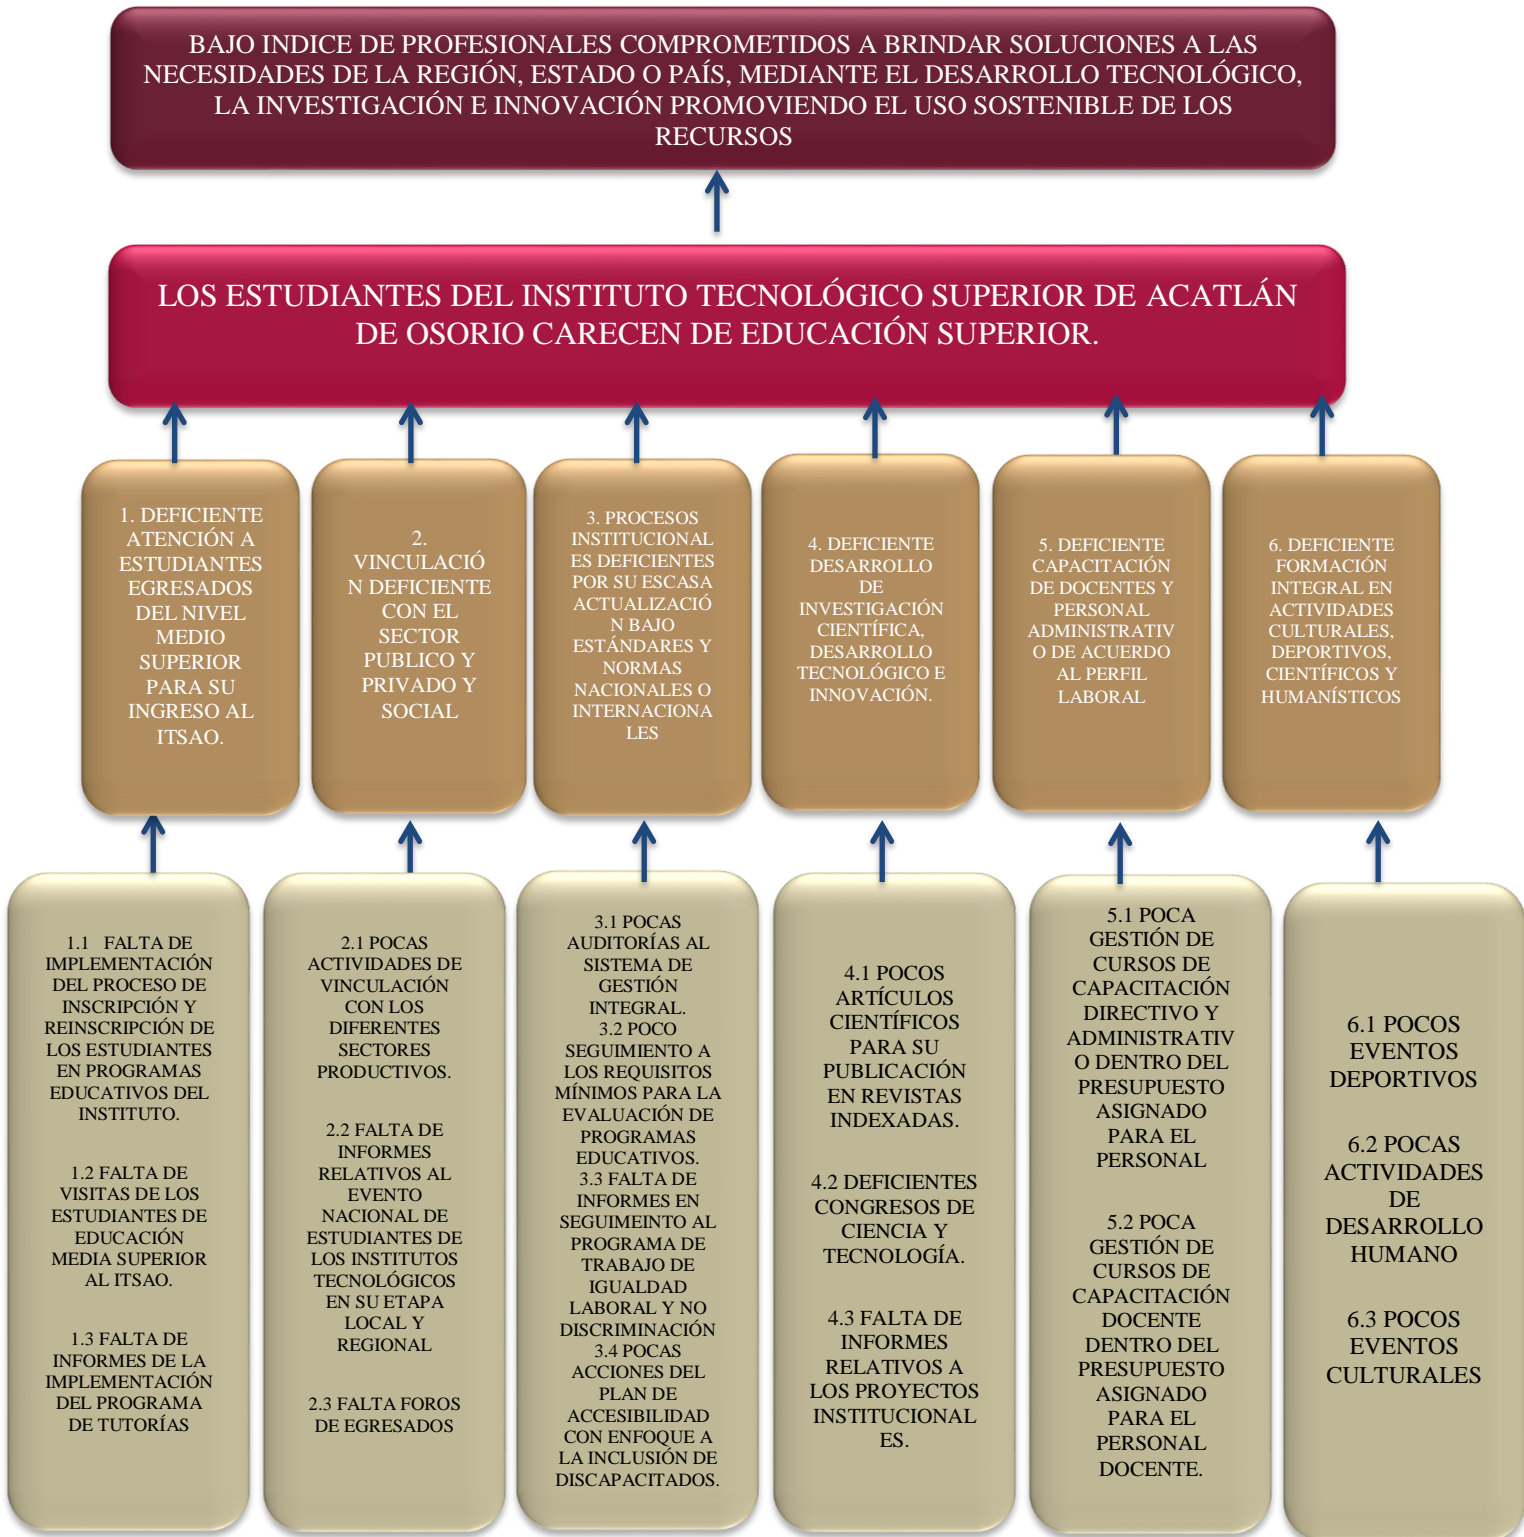 BAJO INDICE DE PROFESIONALES COMPROMETIDOS A BRINDAR SOLUCIONES A LAS
NECESIDADES DE LA REGIÓN, ESTADO O PAÍS, MEDIANTE EL DESARROLLO TECNOLÓGICO,
LA INVESTIGACIÓN E INNOVACIÓN PROMOVIENDO EL USO SOSTENIBLE DE LOS
RECURSOS
LOS ESTUDIANTES DEL INSTITUTO TECNOLÓGICO SUPERIOR DE ACATLÁN
DE OSORIO CARECEN DE EDUCACIÓN SUPERIOR.
1. DEFICIENTE
ATENCIÓN A
ESTUDIANTES
EGRESADOS
DEL NIVEL
MEDIO
SUPERIOR
PARA SU
INGRESO AL
ITSAO.
2.
VINCULACIÓ
N DEFICIENTE
CON EL
SECTOR
PUBLICO Y
PRIVADO Y
SOCIAL
3. PROCESOS
INSTITUCIONAL
ES DEFICIENTES
POR SU ESCASA
ACTUALIZACIÓ
N BAJO
ESTÁNDARES Y
NORMAS
NACIONALES O
INTERNACIONA
LES
4. DEFICIENTE
DESARROLLO
DE
INVESTIGACIÓN
CIENTÍFICA,
DESARROLLO
TECNOLÓGICO E
INNOVACIÓN.
5. DEFICIENTE
CAPACITACIÓN
DE DOCENTES Y
PERSONAL
ADMINISTRATIV
O DE ACUERDO
AL PERFIL
LABORAL
6. DEFICIENTE
FORMACIÓN
INTEGRAL EN
ACTIVIDADES
CULTURALES,
DEPORTIVOS,
CIENTÍFICOS Y
HUMANÍSTICOS
1.1 FALTA DE
IMPLEMENTACIÓN
DEL PROCESO DE
INSCRIPCIÓN Y
REINSCRIPCIÓN DE
LOS ESTUDIANTES
EN PROGRAMAS
EDUCATIVOS DEL
INSTITUTO.
1.2 FALTA DE
VISITAS DE LOS
ESTUDIANTES DE
EDUCACIÓN
MEDIA SUPERIOR
AL ITSAO.
1.3 FALTA DE
INFORMES DE LA
IMPLEMENTACIÓN
DEL PROGRAMA
DE TUTORÍAS
2.1 POCAS
ACTIVIDADES DE
VINCULACIÓN
CON LOS
DIFERENTES
SECTORES
PRODUCTIVOS.
2.2 FALTA DE
INFORMES
RELATIVOS AL
EVENTO
NACIONAL DE
ESTUDIANTES DE
LOS INSTITUTOS
TECNOLÓGICOS
EN SU ETAPA
LOCAL Y
REGIONAL
2.3 FALTA FOROS
DE EGRESADOS
3.1 POCAS
AUDITORÍAS AL
SISTEMA DE
GESTIÓN
INTEGRAL.
3.2 POCO
SEGUIMIENTO A
LOS REQUISITOS
MÍNIMOS PARA LA
EVALUACIÓN DE
PROGRAMAS
EDUCATIVOS.
3.3 FALTA DE
INFORMES EN
SEGUIMEINTO AL
PROGRAMA DE
TRABAJO DE
IGUALDAD
LABORAL Y NO
DISCRIMINACIÓN
3.4 POCAS
ACCIONES DEL
PLAN DE
ACCESIBILIDAD
CON ENFOQUE A
LA INCLUSIÓN DE
DISCAPACITADOS.
4.1 POCOS
ARTÍCULOS
CIENTÍFICOS
PARA SU
PUBLICACIÓN
EN REVISTAS
INDEXADAS.
4.2 DEFICIENTES
CONGRESOS DE
CIENCIA Y
TECNOLOGÍA.
4.3 FALTA DE
INFORMES
RELATIVOS A
LOS PROYECTOS
INSTITUCIONAL
ES.
5.1 POCA
GESTIÓN DE
CURSOS DE
CAPACITACIÓN
DIRECTIVO Y
ADMINISTRATIV
O DENTRO DEL
PRESUPUESTO
ASIGNADO
PARA EL
PERSONAL
5.2 POCA
GESTIÓN DE
CURSOS DE
CAPACITACIÓN
DOCENTE
DENTRO DEL
PRESUPUESTO
ASIGNADO
PARA EL
PERSONAL
DOCENTE.
6.1 POCOS
EVENTOS
DEPORTIVOS
6.2 POCAS
ACTIVIDADES
DE
DESARROLLO
HUMANO
6.3 POCOS
EVENTOS
CULTURALES